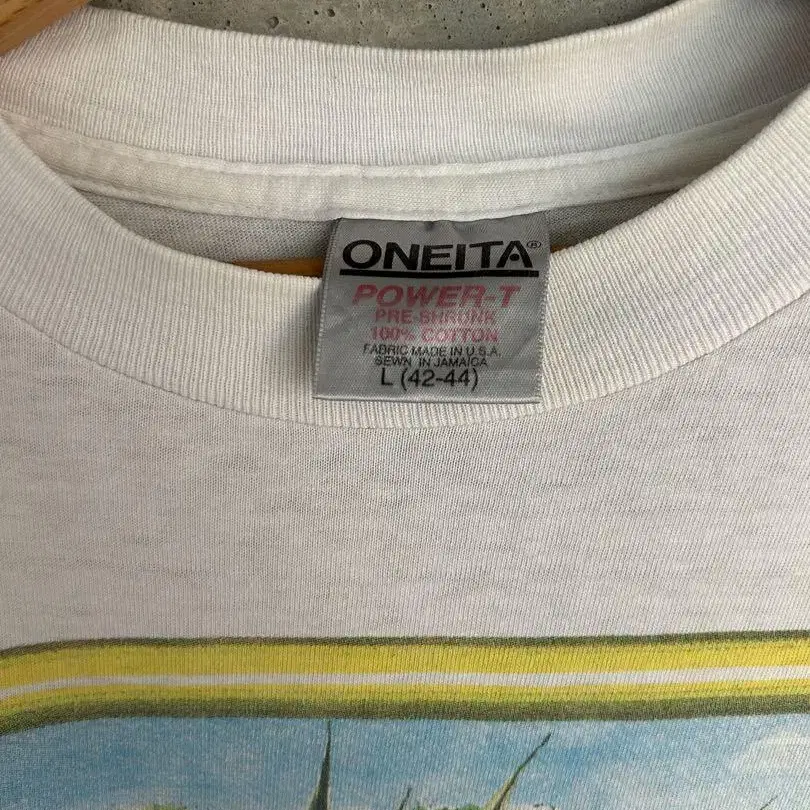 ONEITA®
POWER-T
PRE-SHRUNK
100% COTTON
FABRIC MADE IN U.S.A.
SEWN IN JAMAICA
L (42-44)